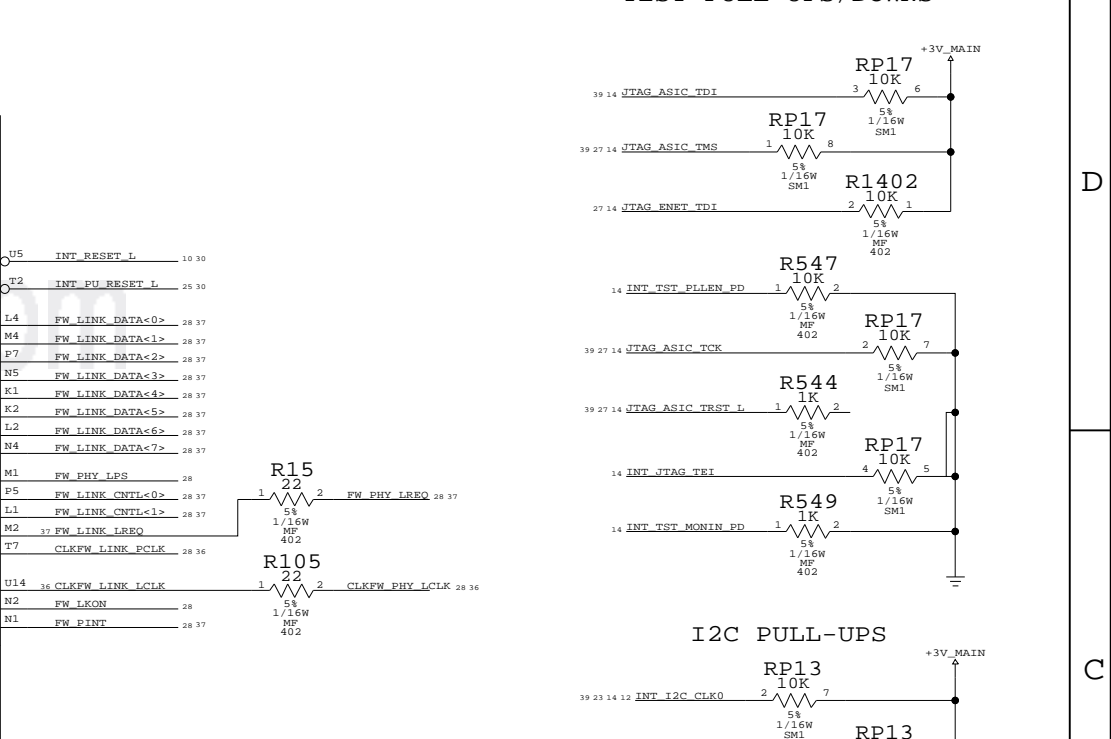 +3V_MAIN
RP17
10K
39 14 JTAG_ASIC_TDI 3 6
5%
1/16W
SM1
RP17
10K
39 27 14 JTAG_ASIC_TMS 1 8
5%
1/16W
SM1
R1402
10K
27 14 JTAG_ENET_TDI 2 1
5%
1/16W
MF
402
D
U5 INT_RESET_L 10 30
T2 INT_PU_RESET_L 25 30
L4 FW_LINK_DATA<0> 28 37
M4 FW_LINK_DATA<1> 28 37
P7 FW_LINK_DATA<2> 28 37
N5 FW_LINK_DATA<3> 28 37
K1 FW_LINK_DATA<4> 28 37
K2 FW_LINK_DATA<5> 28 37
L2 FW_LINK_DATA<6> 28 37
N4 FW_LINK_DATA<7> 28 37
M1 FW_PHY_LPS 28
P5 FW_LINK_CNTL<0> 28 37
L1 FW_LINK_CNTL<1> 28 37
M2 37 FW_LINK_LREQ
T7 CLKFW_LINK_PCLK 28 36
U14 36 CLKFW_LINK_LCLK
N2 FW_LKON 28
N1 FW_PINT 28 37
R15
22
1 2 FW_PHY_LREQ 28 37
5%
1/16W
MF
402
R105
22
1 2 CLKFW_PHY_LCLK 28 36
5%
1/16W
MF
402
R547
10K
14 INT_TST_PLLEN_PD 1 2
5%
1/16W
MF
402
RP17
10K
39 27 14 JTAG_ASIC_TCK 2 7
5%
1/16W
SM1
R544
1K
39 27 14 JTAG_ASIC_TRST_L 1 2
5%
1/16W
MF
402
RP17
10K
14 INT_JTAG_TEI 4 5
5%
1/16W
SM1
R549
1K
14 INT_TST_MONIN_PD 1 2
5%
1/16W
MF
402
I2C PULL-UPS
+3V_MAIN
C
RP13
10K
39 23 14 12 INT_I2C_CLK0 2 7
5%
1/16W
SM1
RP13